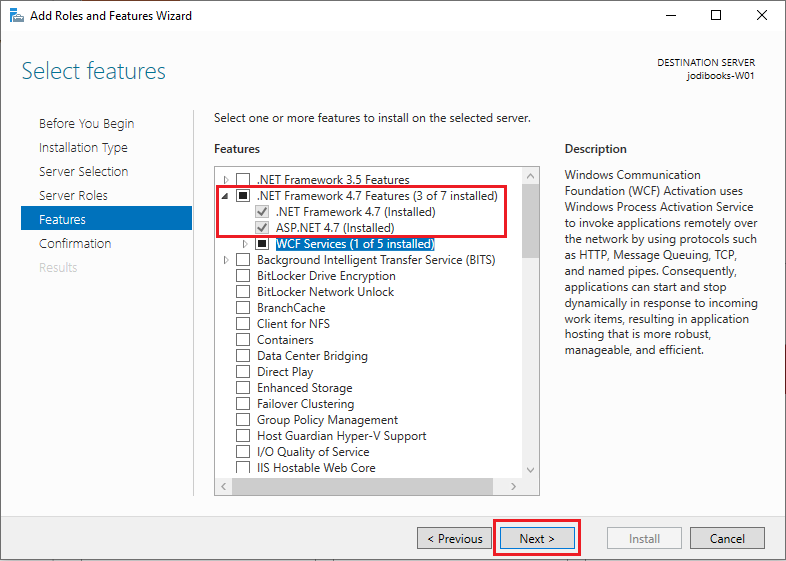 Add Roles and Features Wizard
Select features
DESTINATION SERVER
jodibooks-W01
Before You Begin
Installation Type
Server Selection
Server Roles
Features
Confirmation
Results
Select one or more features to install on the selected server.
Features
.NET Framework 3.5 Features
.NET Framework 4.7 Features (3 of 7 installed)
.NET Framework 4.7 (Installed)
ASP.NET 4.7 (Installed)
WCF Services (1 of 5 installed)
Background Intelligent Transfer Service (BITS)
BitLocker Drive Encryption
BitLocker Network Unlock
BranchCache
Client for NFS
Containers
Data Center Bridging
Direct Play
Enhanced Storage
Failover Clustering
Group Policy Management
Host Guardian Hyper-V Support
I/O Quality of Service
IIS Hostable Web Core
Description
Windows Communication
Foundation (WCF) Activation uses
Windows Process Activation Service
to invoke applications remotely over
the network by using protocols such
as HTTP, Message Queuing, TCP,
and named pipes. Consequently,
applications can start and stop
dynamically in response to incoming
work items, resulting in application
hosting that is more robust,
manageable, and efficient.
< Previous
Next >
Install
Cancel